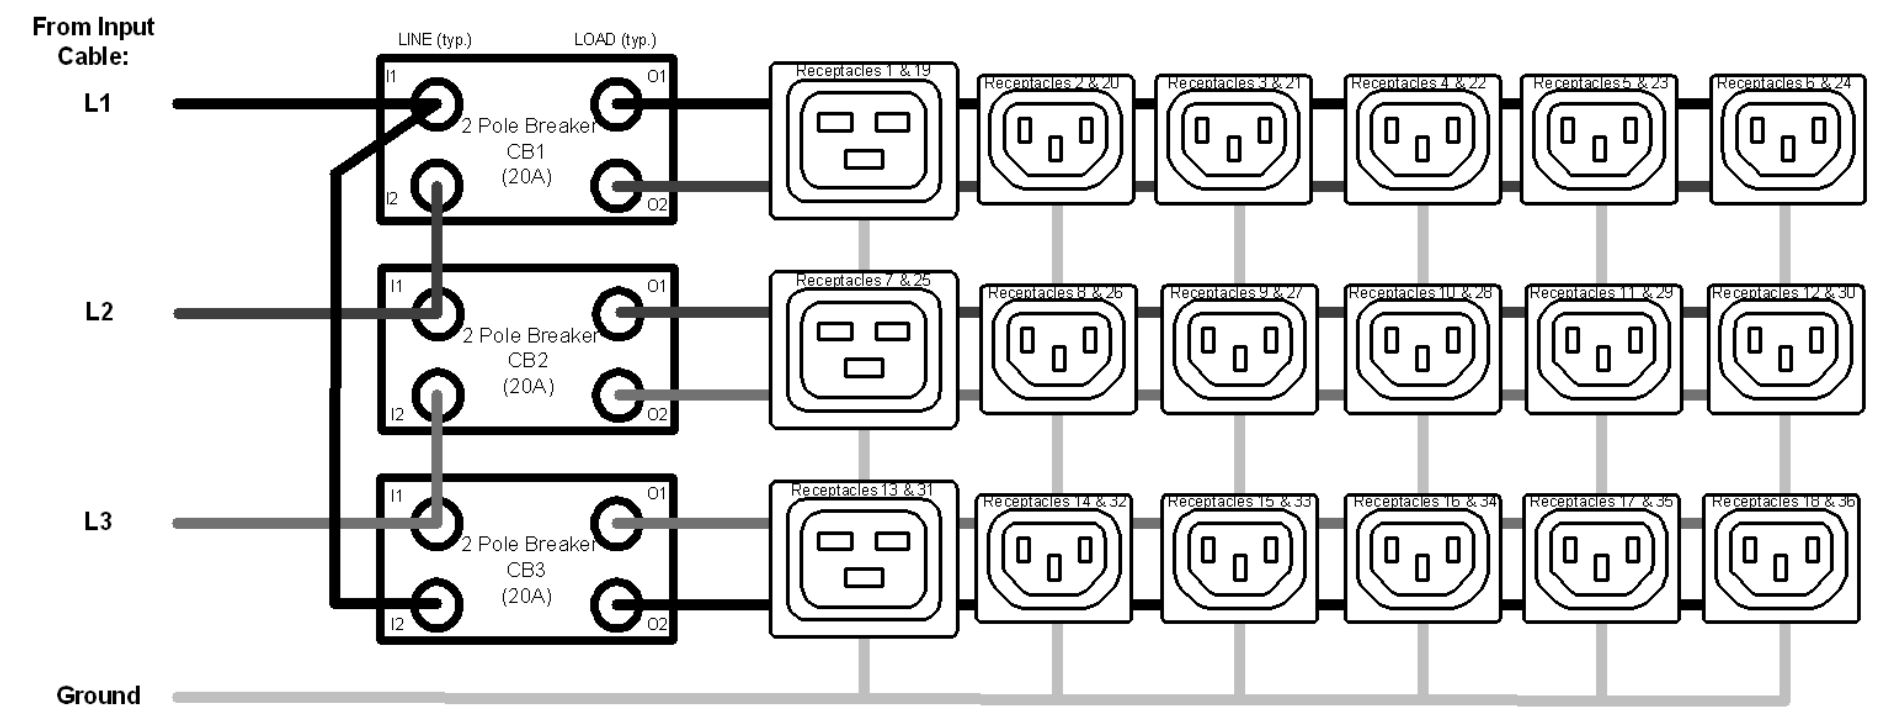 From Input
Cable:
LINE (typ.)
LOAD (typ.)
L1
I1
O1
2 Pole Breaker
CB1
(20A)
I2
O2
Receptacles 1 & 19
Receptacles 2 & 20
Receptacles 3 & 21
Receptacles 4 & 22
Receptacles 5 & 23
Receptacles 6 & 24
L2
I1
O1
2 Pole Breaker
CB2
(20A)
I2
O2
Receptacles 7 & 25
Receptacles 8 & 26
Receptacles 9 & 27
Receptacles 10 & 28
Receptacles 11 & 29
Receptacles 12 & 30
L3
I1
O1
2 Pole Breaker
CB3
(20A)
I2
O2
Receptacles 13 & 31
Receptacles 14 & 32
Receptacles 15 & 33
Receptacles 16 & 34
Receptacles 17 & 35
Receptacles 18 & 36
Ground